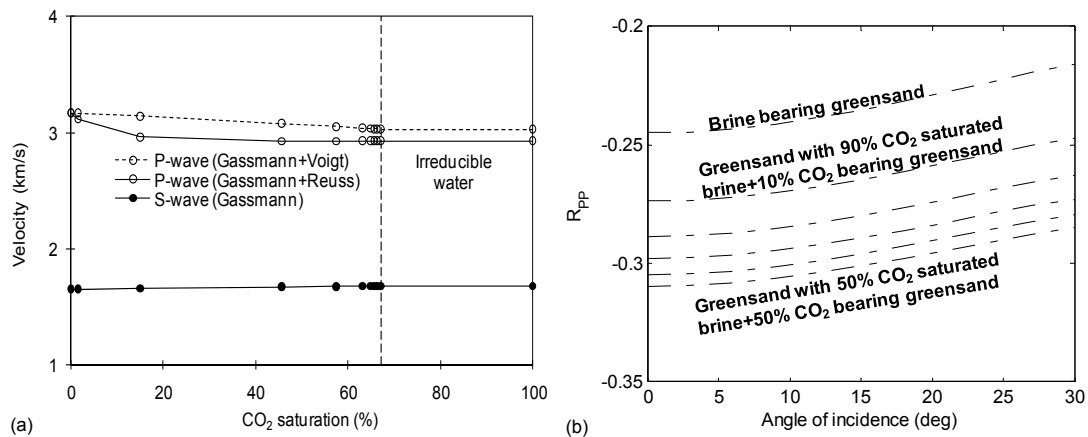 4
3
2
1
Velocity (km/s)
P-wave (Gassmann+Voigt)
P-wave (Gassmann+Reuss)
S-wave (Gassmann)
Irreducible
water
0
20
40
60
80
100
CO₂ saturation (%)
(a)
-0.2
-0.25
-0.3
-0.35
R_PP
Brine bearing greensand
Greensand with 90% CO₂ saturated
brine+10% CO₂ bearing greensand
Greensand with 50% CO₂ saturated
brine+50% CO₂ bearing greensand
0
5
10
15
20
25
30
Angle of incidence (deg)
(b)